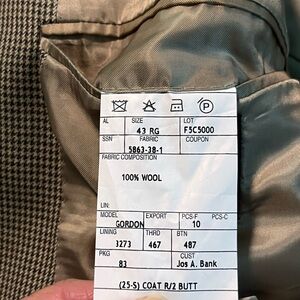 AL SIZE LOT
43 RG F5C5000
SSN FABRIC COUPON
5863-38-1
FABRIC COMPOSITION
100% WOOL
LIN:
MODEL EXPORT PCS-F PCS-C
GORDON 10
LINING THRD BTN
3273 467 487
PKG CUST
83 Jos A. Bank
(25-S) COAT R/2 BUTT